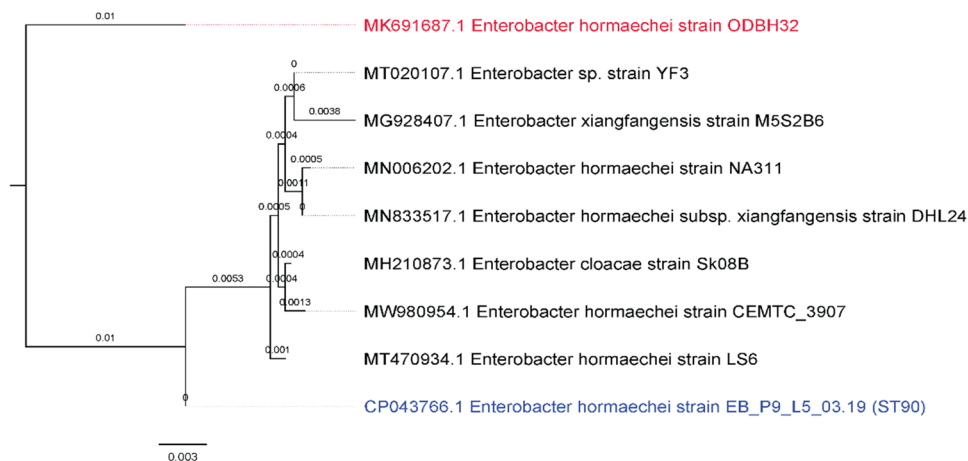 0.01
MK691687.1 Enterobacter hormaechei strain ODBH32
0
MT020107.1 Enterobacter sp. strain YF3
0.0006
0.0038
MG928407.1 Enterobacter xiangfangensis strain M5S2B6
0.0004
0.0005
MN006202.1 Enterobacter hormaechei strain NA311
0.0011
0
MN833517.1 Enterobacter hormaechei subsp. xiangfangensis strain DHL24
0.0005
0.0004
MH210873.1 Enterobacter cloacae strain Sk08B
0.0053
0.0004
0.0013
MW980954.1 Enterobacter hormaechei strain CEMTC_3907
0.01
0.001
MT470934.1 Enterobacter hormaechei strain LS6
0
CP043766.1 Enterobacter hormaechei strain EB_P9_L5_03.19 (ST90)
0.003